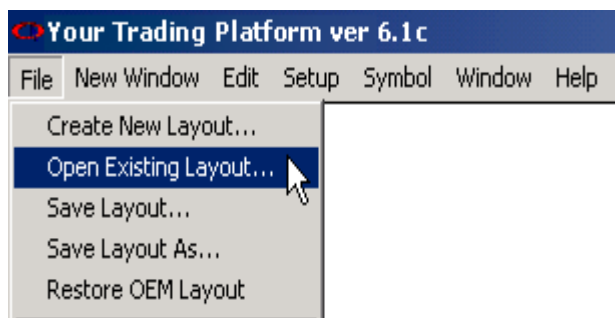 Your Trading Platform ver 6.1c
File New Window Edit Setup Symbol Window Help
Create New Layout...
Open Existing Layout...
Save Layout...
Save Layout As...
Restore OEM Layout